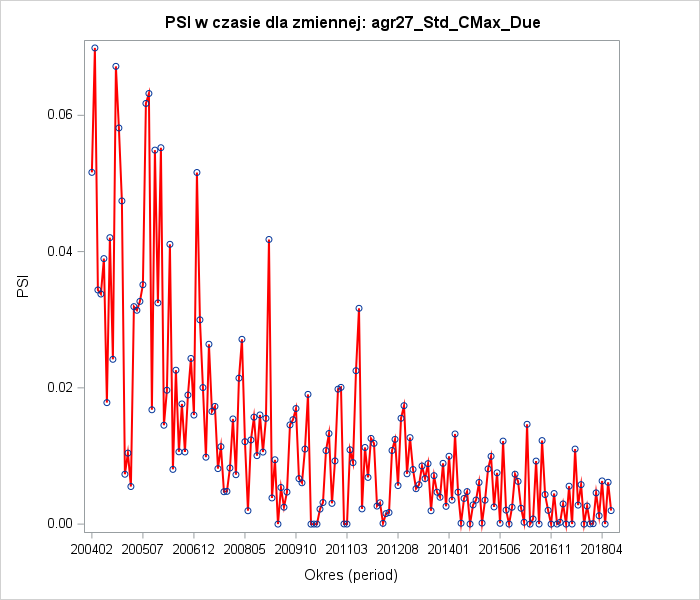 PSI w czasie dla zmiennej: agr27_Std_CMax_Due
PSI
0.06
0.04
0.02
0.00
200402 200507 200612 200805 200910 201103 201208 201401 201506 201611 201804
Okres (period)